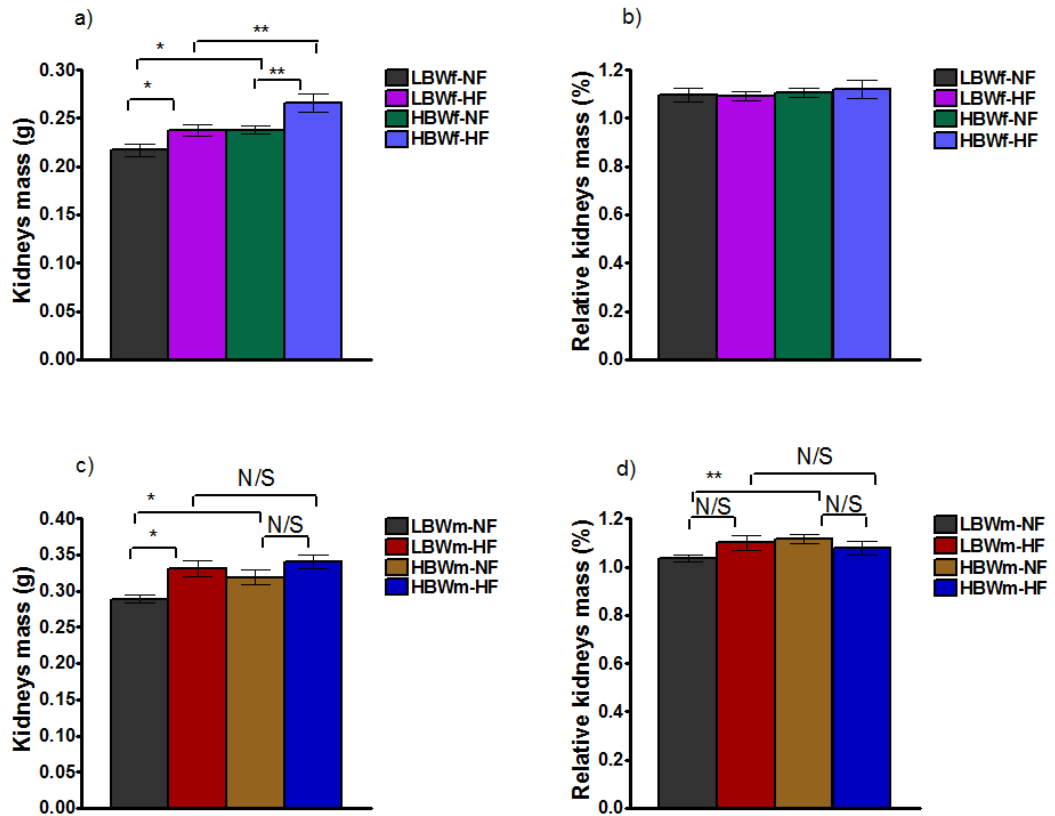 a)
**
*
*
**
Kidneys mass (g)
0.30
0.25
0.20
0.15
0.10
0.05
0.00
LBWf-NF
LBWf-HF
HBWf-NF
HBWf-HF
b)
Relative kidneys mass (%)
1.2
1.0
0.8
0.6
0.4
0.2
0.0
LBWf-NF
LBWf-HF
HBWf-NF
HBWf-HF
c)
N/S
*
N/S
*
Kidneys mass (g)
0.40
0.35
0.30
0.25
0.20
0.15
0.10
0.05
0.00
LBWm-NF
LBWm-HF
HBWm-NF
HBWm-HF
d)
N/S
**
N/S
N/S
Relative kidneys mass (%)
1.2
1.0
0.8
0.6
0.4
0.2
0.0
LBWm-NF
LBWm-HF
HBWm-NF
HBWm-HF